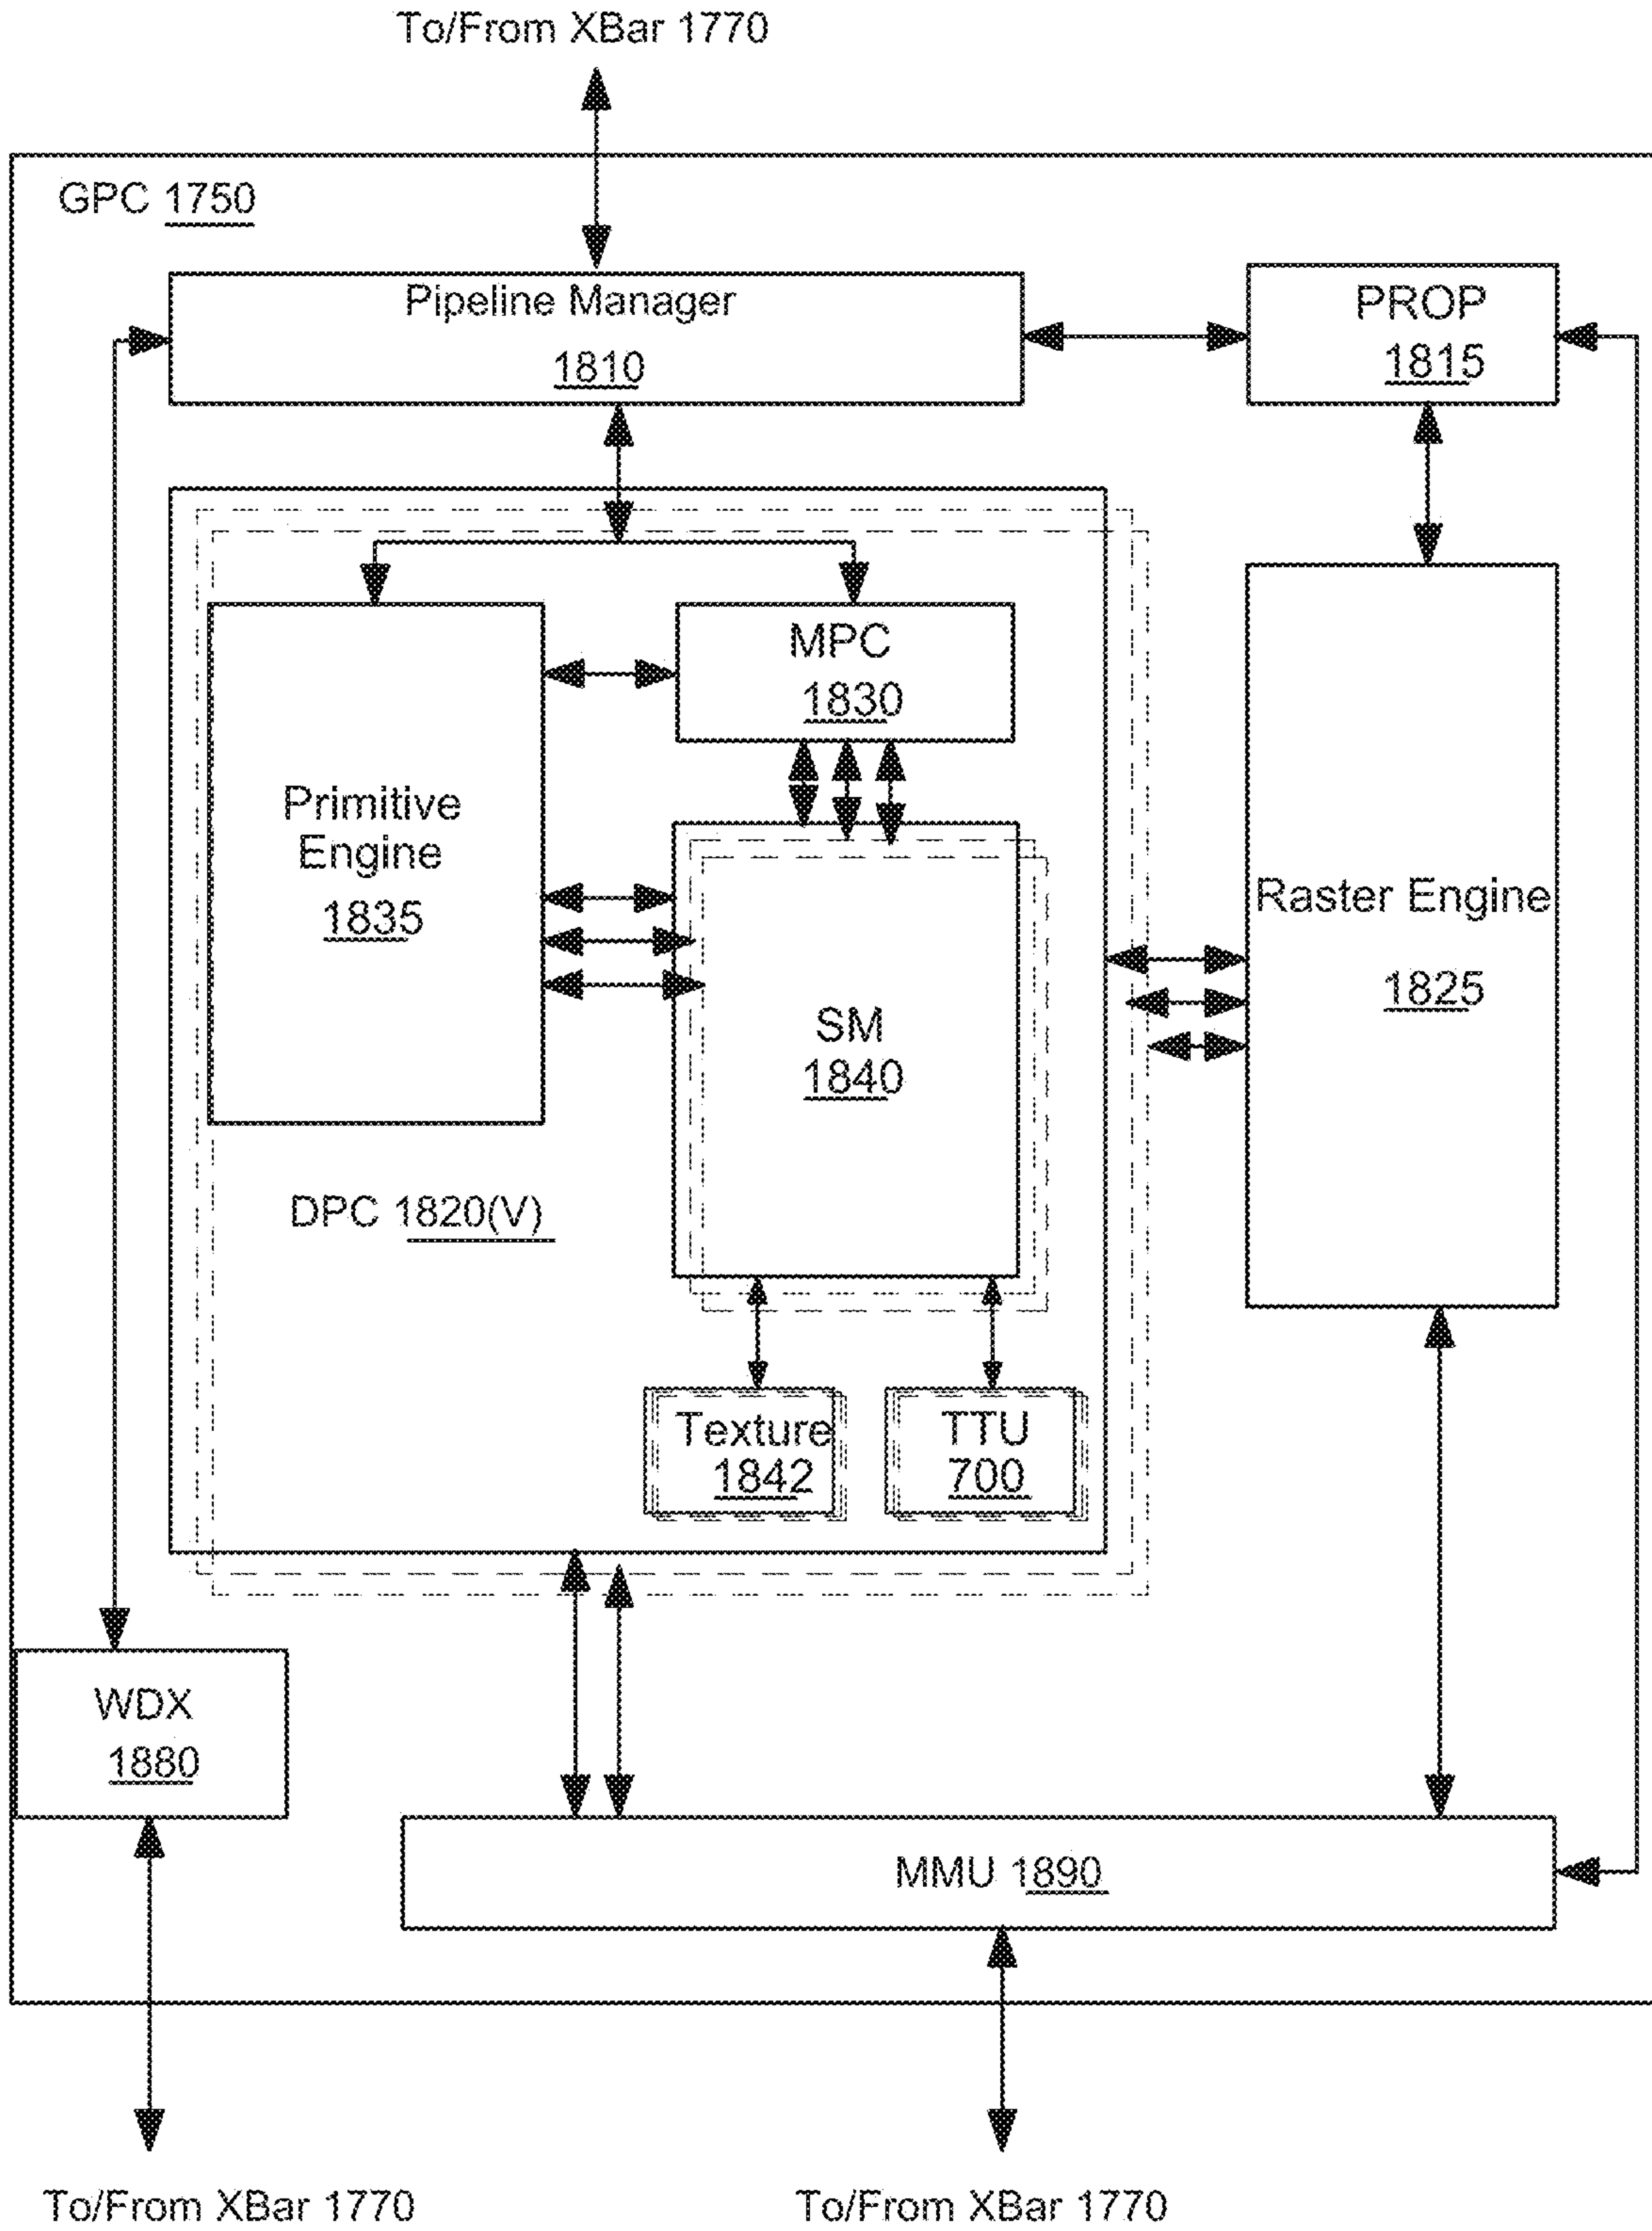 To/From XBar 1770
GPC 1750
Pipeline Manager
1810
PROP
1815
MPC
1830
Primitive
Engine
1835
Raster Engine
1825
SM
1840
DPC 1820(V)
Texture
1842
TTU
700
WDX
1880
MMU 1890
To/From XBar 1770
To/From XBar 1770